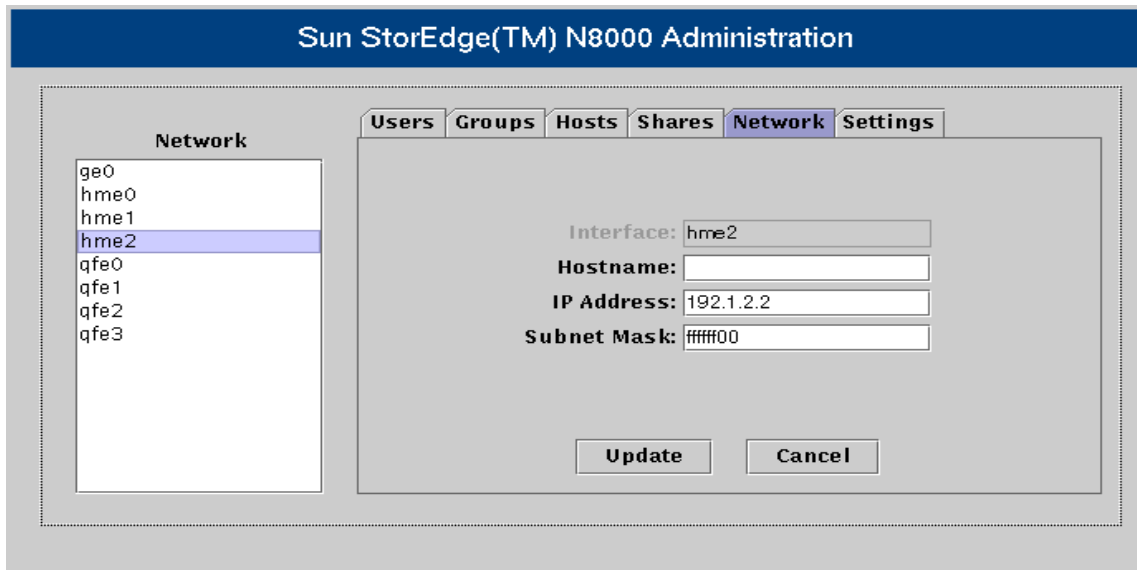 Sun StorEdge(TM) N8000 Administration
Network
ge0
hme0
hme1
hme2
qfe0
qfe1
qfe2
qfe3
Users Groups Hosts Shares Network Settings
Interface: hme2
Hostname:
IP Address: 192.1.2.2
Subnet Mask: ffffff00
Update Cancel